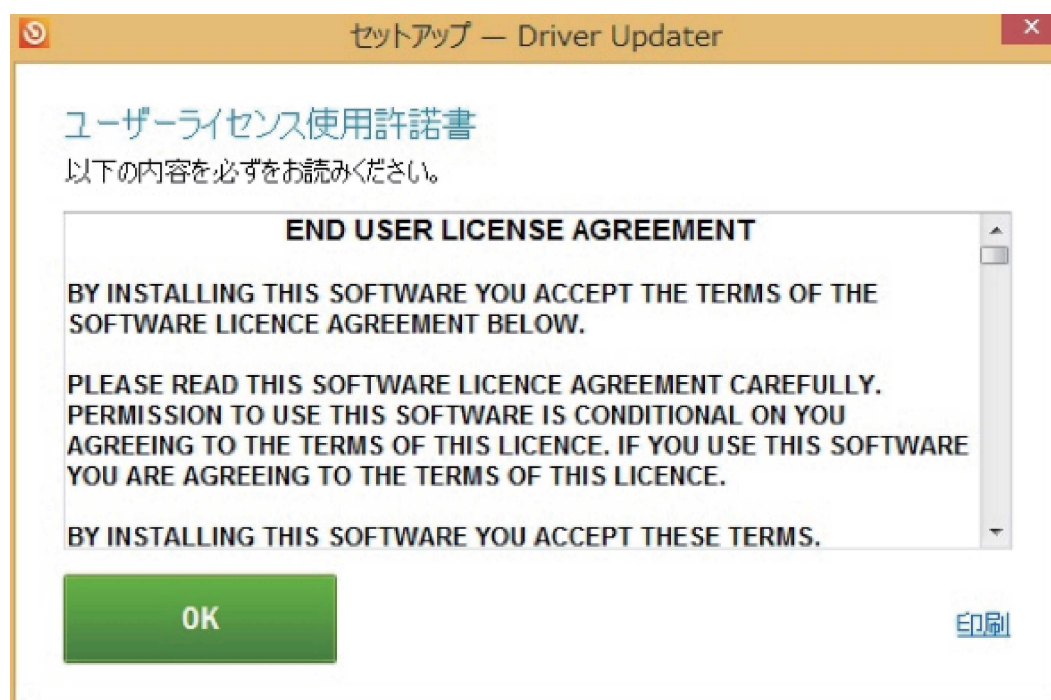 セットアップ — Driver Updater
ユーザーライセンス使用許諾書
以下の内容を必ずをお読みください。
END USER LICENSE AGREEMENT
BY INSTALLING THIS SOFTWARE YOU ACCEPT THE TERMS OF THE
SOFTWARE LICENCE AGREEMENT BELOW.
PLEASE READ THIS SOFTWARE LICENCE AGREEMENT CAREFULLY.
PERMISSION TO USE THIS SOFTWARE IS CONDITIONAL ON YOU
AGREEING TO THE TERMS OF THIS LICENCE. IF YOU USE THIS SOFTWARE
YOU ARE AGREEING TO THE TERMS OF THIS LICENCE.
BY INSTALLING THIS SOFTWARE YOU ACCEPT THESE TERMS.
OK
印刷